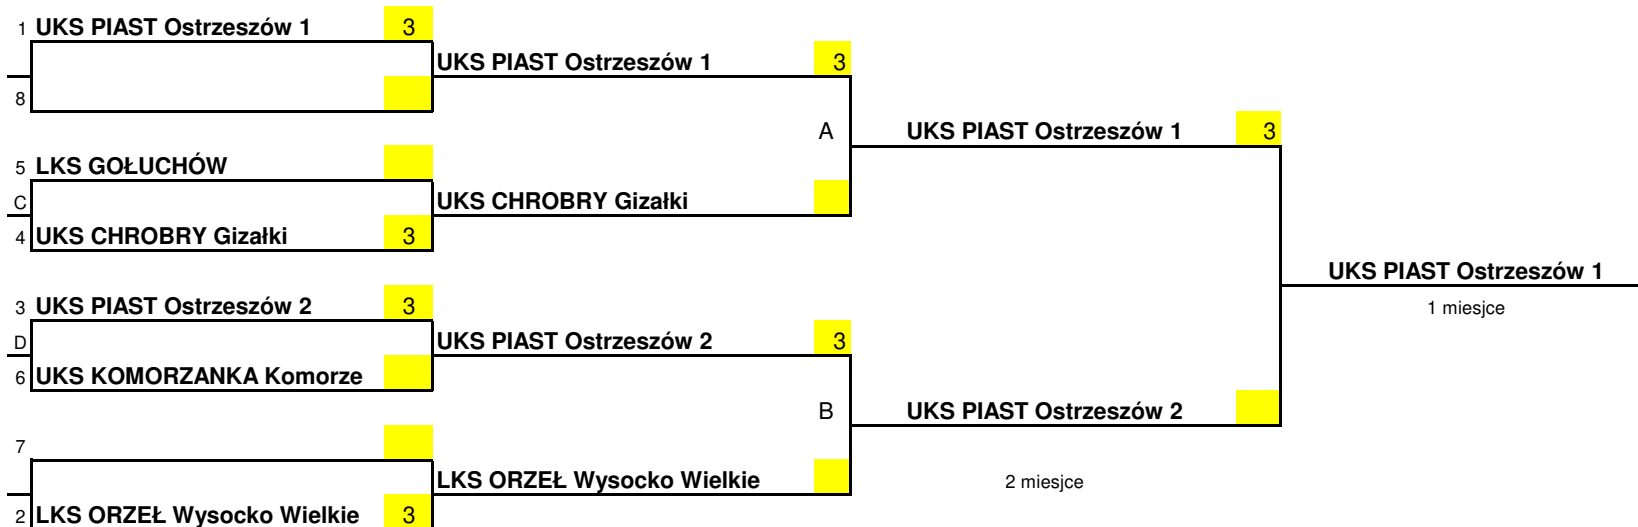 1 UKS PIAST Ostrzeszów 1 3
UKS PIAST Ostrzeszów 1 3
8
A UKS PIAST Ostrzeszów 1 3
5 LKS GOŁUCHÓW
C UKS CHROBRY Gizałki
4 UKS CHROBRY Gizałki 3
UKS PIAST Ostrzeszów 1
3 UKS PIAST Ostrzeszów 2 3
1 miesjce
D UKS PIAST Ostrzeszów 2 3
6 UKS KOMORZANKA Komorze
B UKS PIAST Ostrzeszów 2
7
LKS ORZEŁ Wysocko Wielkie
2 miesjce
2 LKS ORZEŁ Wysocko Wielkie 3